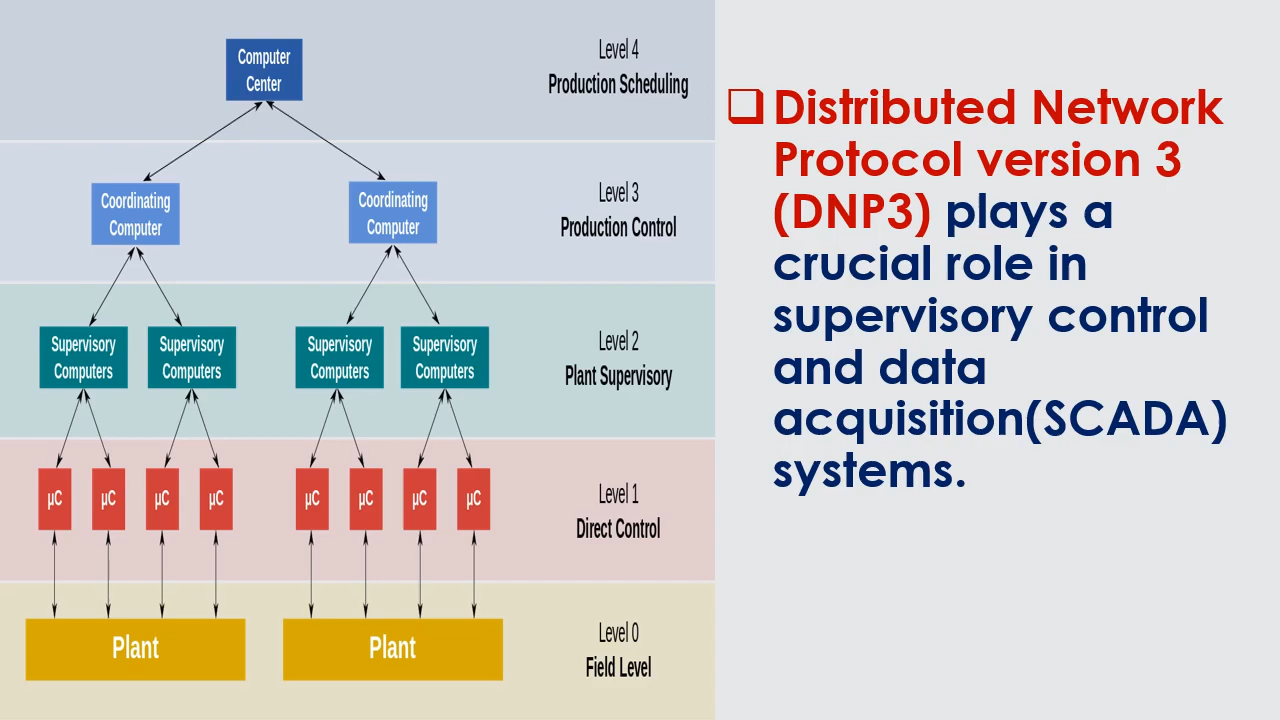 Computer
Center
Level 4
Production Scheduling
Coordinating
Computer
Coordinating
Computer
Level 3
Production Control
Supervisory
Computers
Supervisory
Computers
Supervisory
Computers
Supervisory
Computers
Level 2
Plant Supervisory
µC
µC
µC
µC
µC
µC
µC
µC
Level 1
Direct Control
Plant
Plant
Level 0
Field Level
Distributed Network
Protocol version 3
(DNP3) plays a
crucial role in
supervisory control
and data
acquisition(SCADA)
systems.